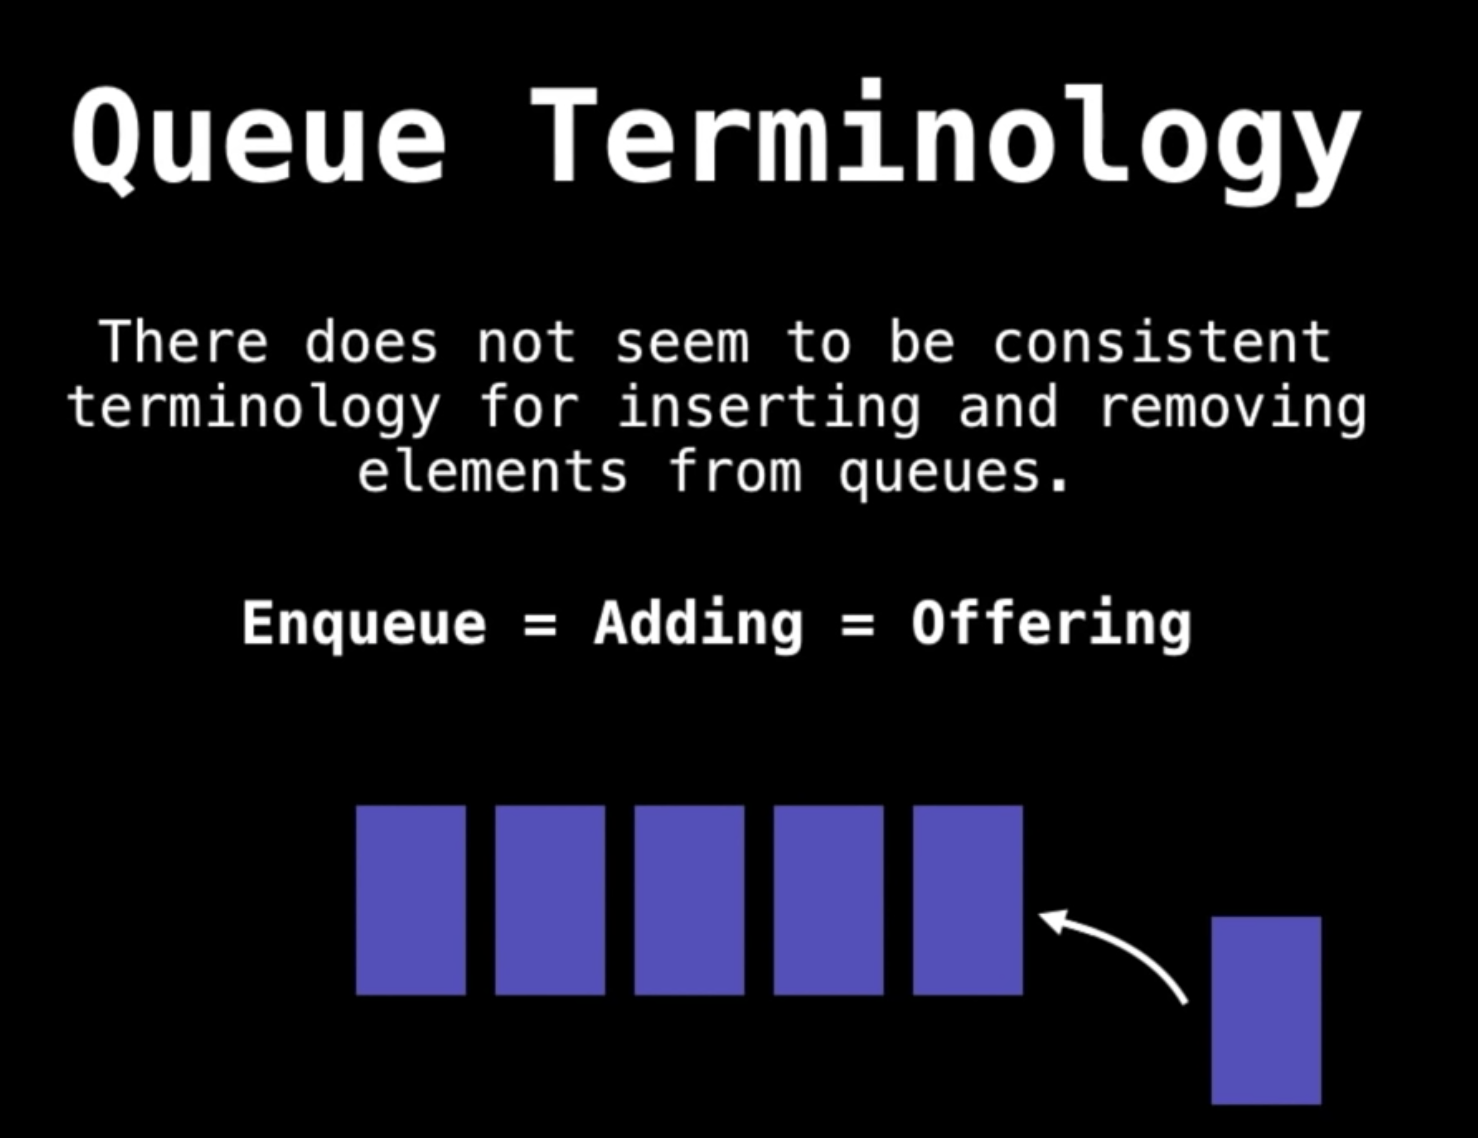 Queue Terminology
There does not seem to be consistent
terminology for inserting and removing
elements from queues.
Enqueue = Adding = Offering